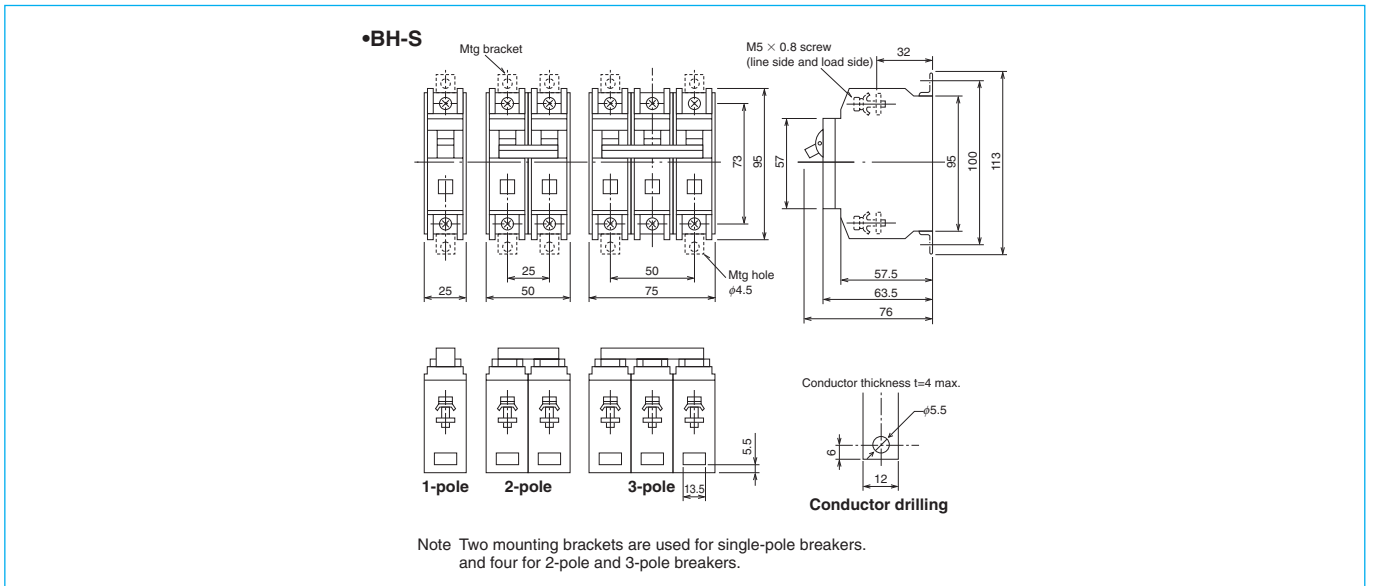 •BH-S
Mtg bracket
M5 × 0.8 screw
(line side and load side)
32
73
95
57
95
100
113
25
50
Mtg hole
φ4.5
25
50
75
57.5
63.5
76
Conductor thickness t=4 max.
φ5.5
5.5
6
13.5
12
1-pole
2-pole
3-pole
Conductor drilling
Note Two mounting brackets are used for single-pole breakers.
and four for 2-pole and 3-pole breakers.